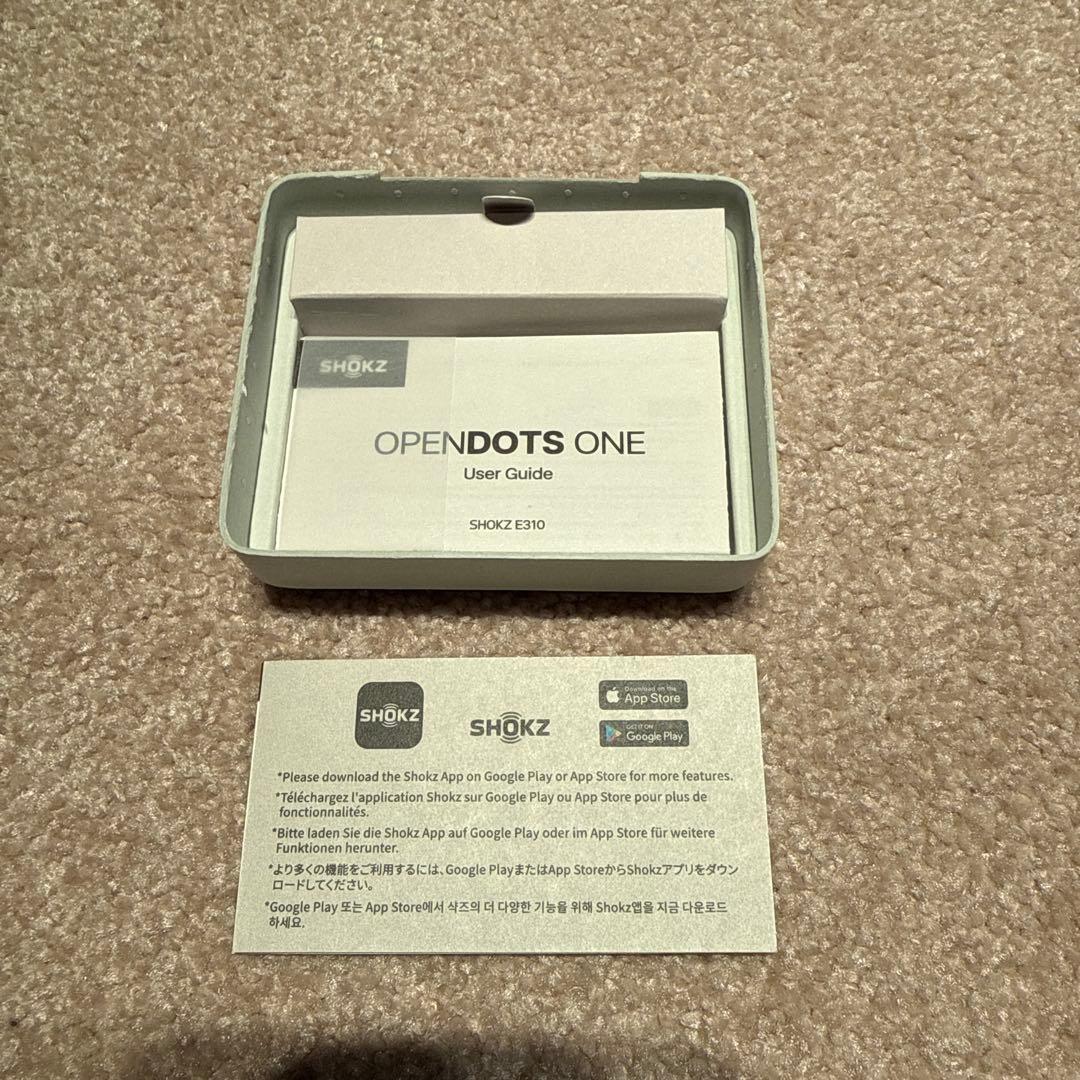 SHOKZ
OPENDOTS ONE
User Guide
SHOKZ E310
SHOKZ
SHOKZ
Download on the
App Store
GET IT ON
Google Play
*Please download the Shokz App on Google Play or App Store for more features.
*Téléchargez l'application Shokz sur Google Play ou App Store pour plus de
fonctionnalités.
*Bitte laden Sie die Shokz App auf Google Play oder im App Store für weitere
Funktionen herunter.
*より多くの機能をご利用するには、Google PlayまたはApp StoreからShokzアプリをダウン
ロードしてください。
*Google Play 또는 App Store에서 샥즈의 더 다양한 기능을 위해 Shokz앱을 지금 다운로드
하세요.